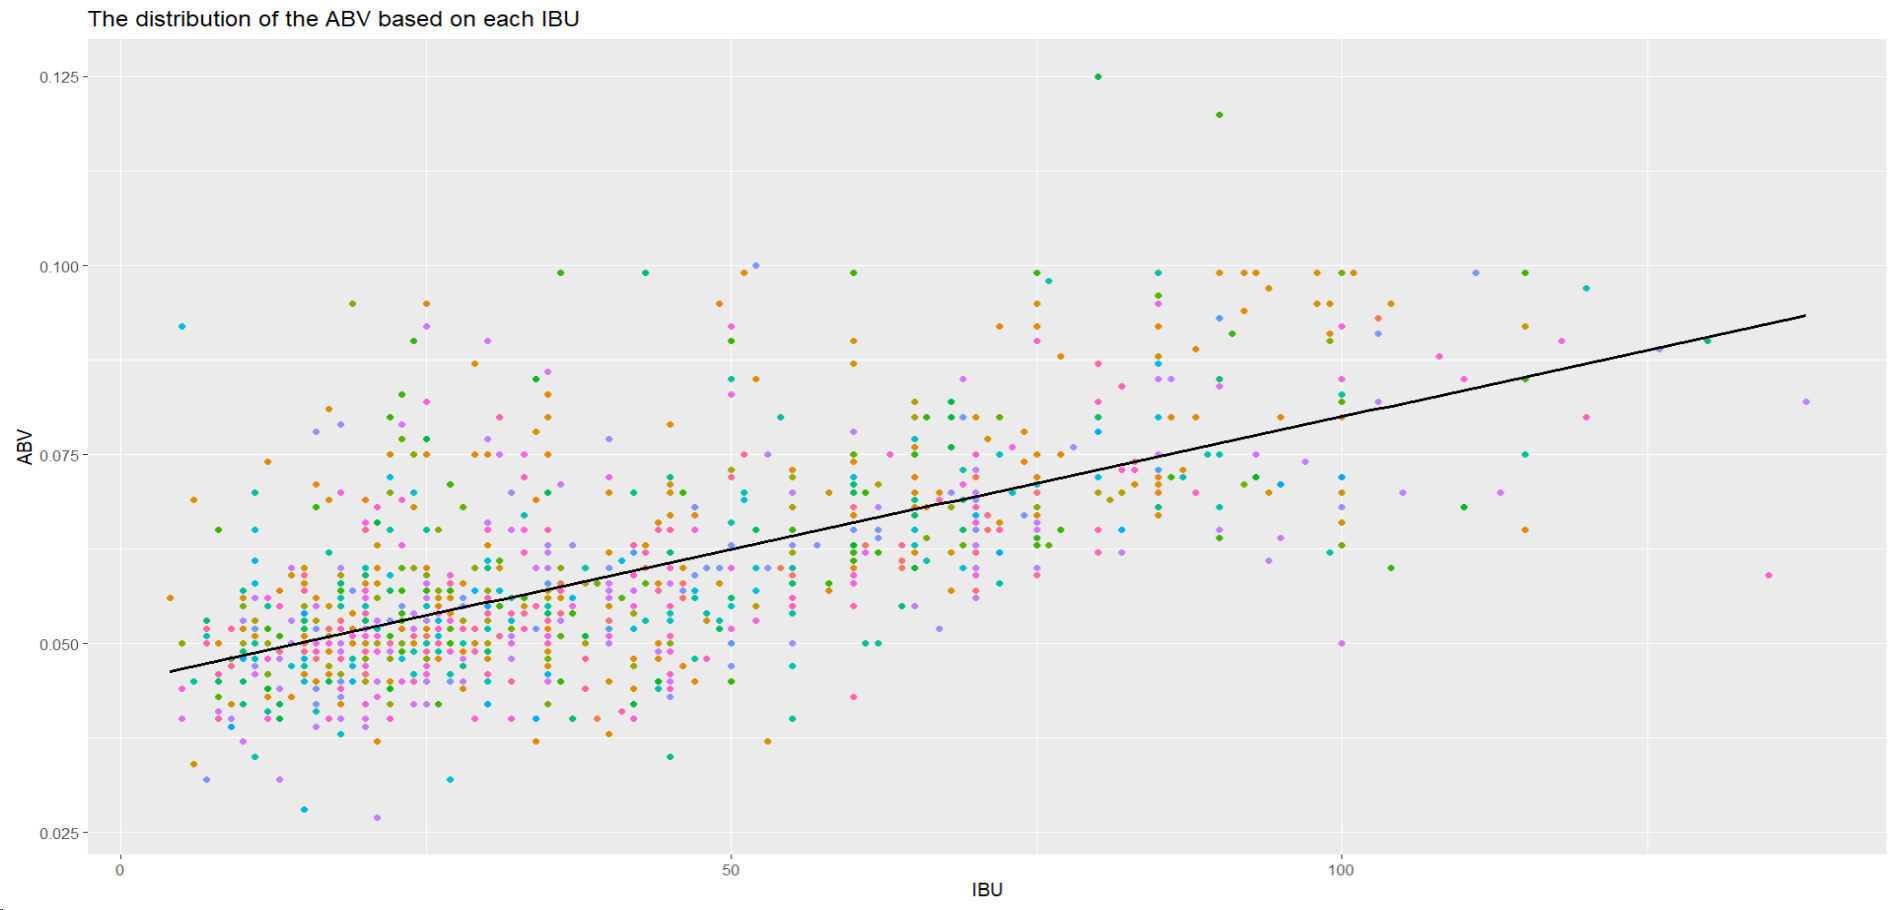 The distribution of the ABV based on each IBU
0.125
0.100
0.075
0.050
0.025
ABV
0 50 100
IBU